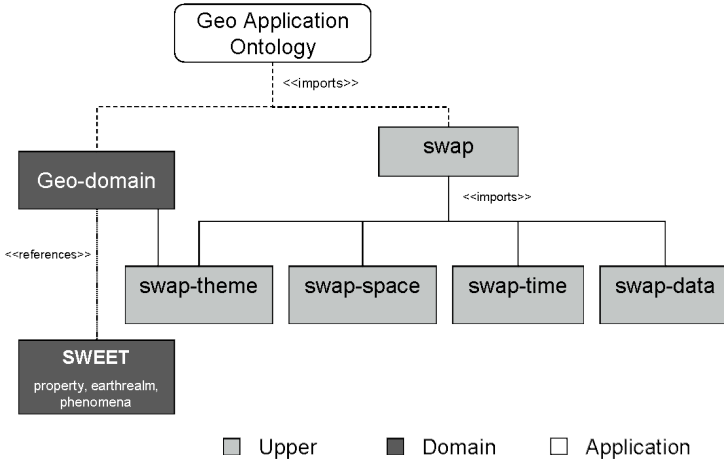 Geo Application
Ontology
<<imports>>
swap
Geo-domain
<<imports>>
<<references>>
swap-theme
swap-space
swap-time
swap-data
SWEET
property, earthrealm,
phenomena
Upper
Domain
Application